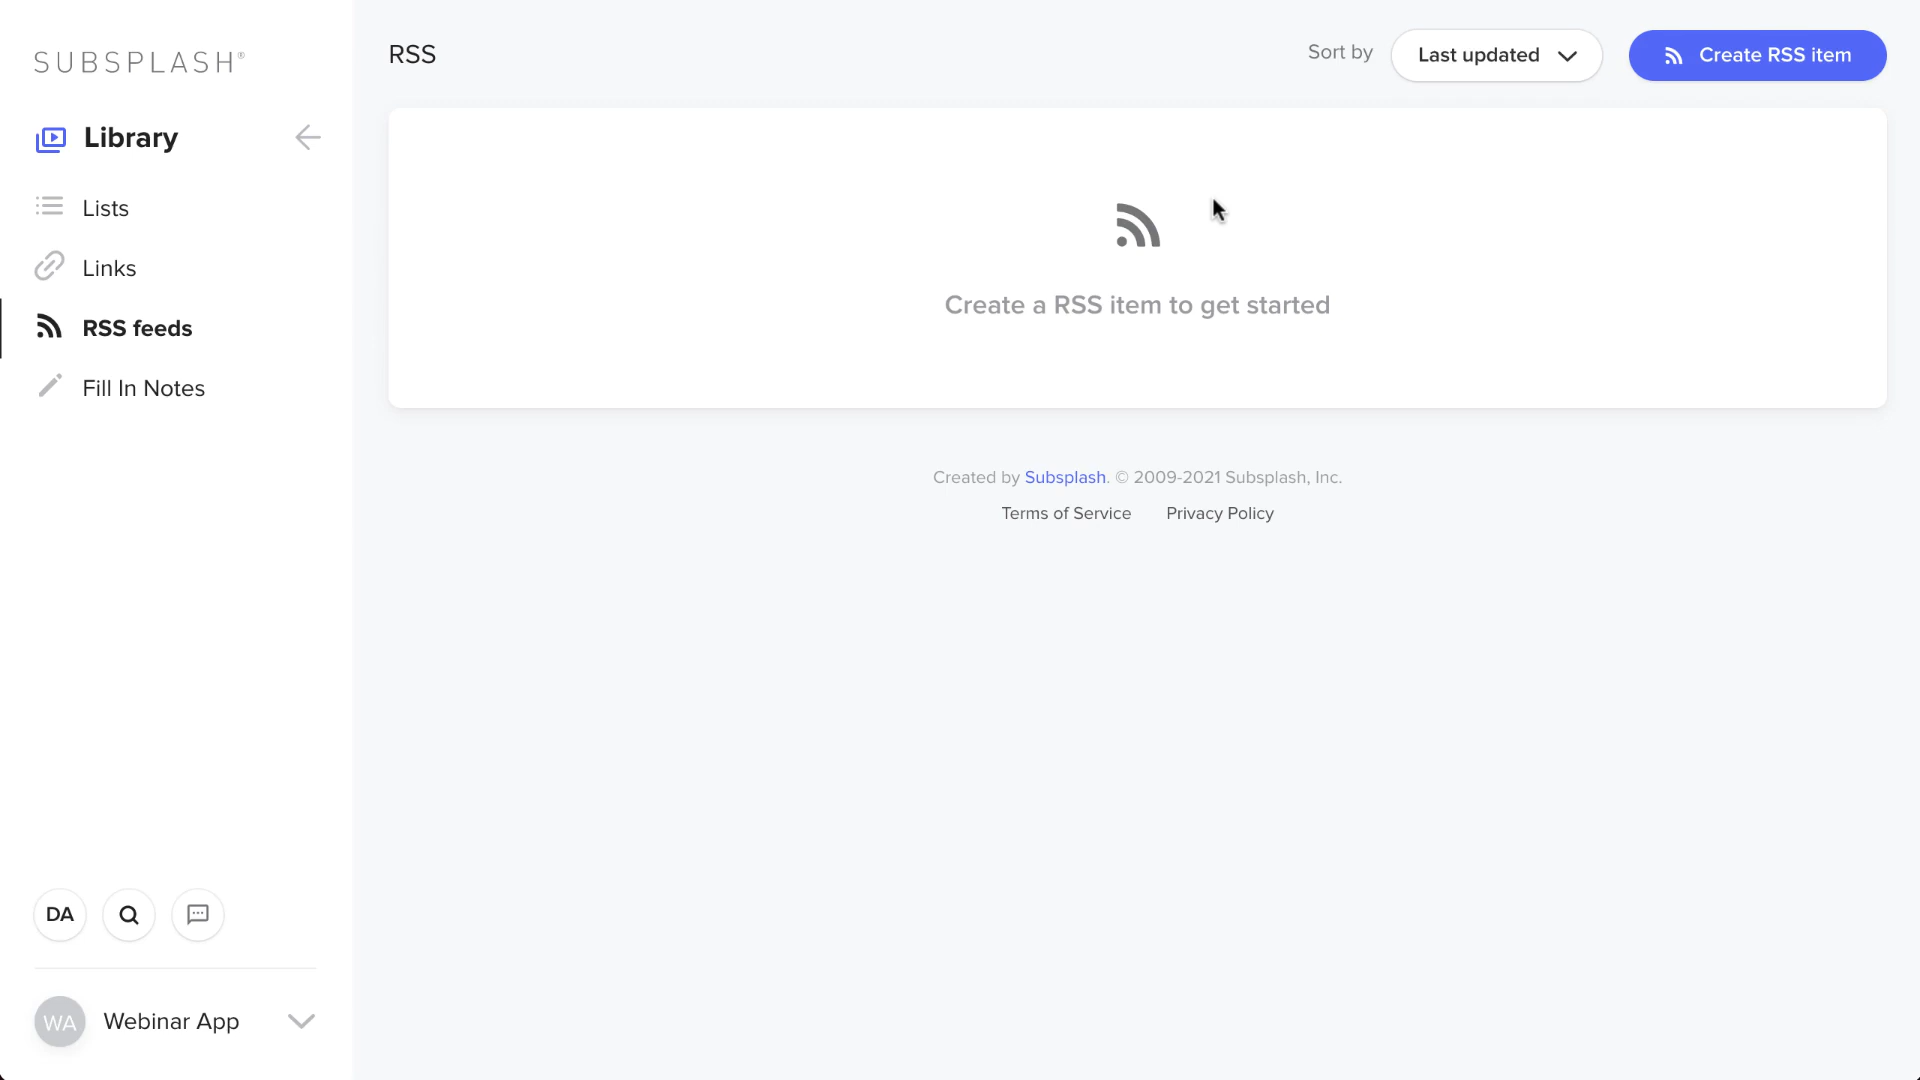 SUBSPLASH®
Library
Lists
Links
RSS feeds
Fill In Notes
DA
WA
Webinar App
RSS
Sort by
Last updated
Create RSS item
Create a RSS item to get started
Created by Subsplash. © 2009-2021 Subsplash, Inc.
Terms of Service Privacy Policy